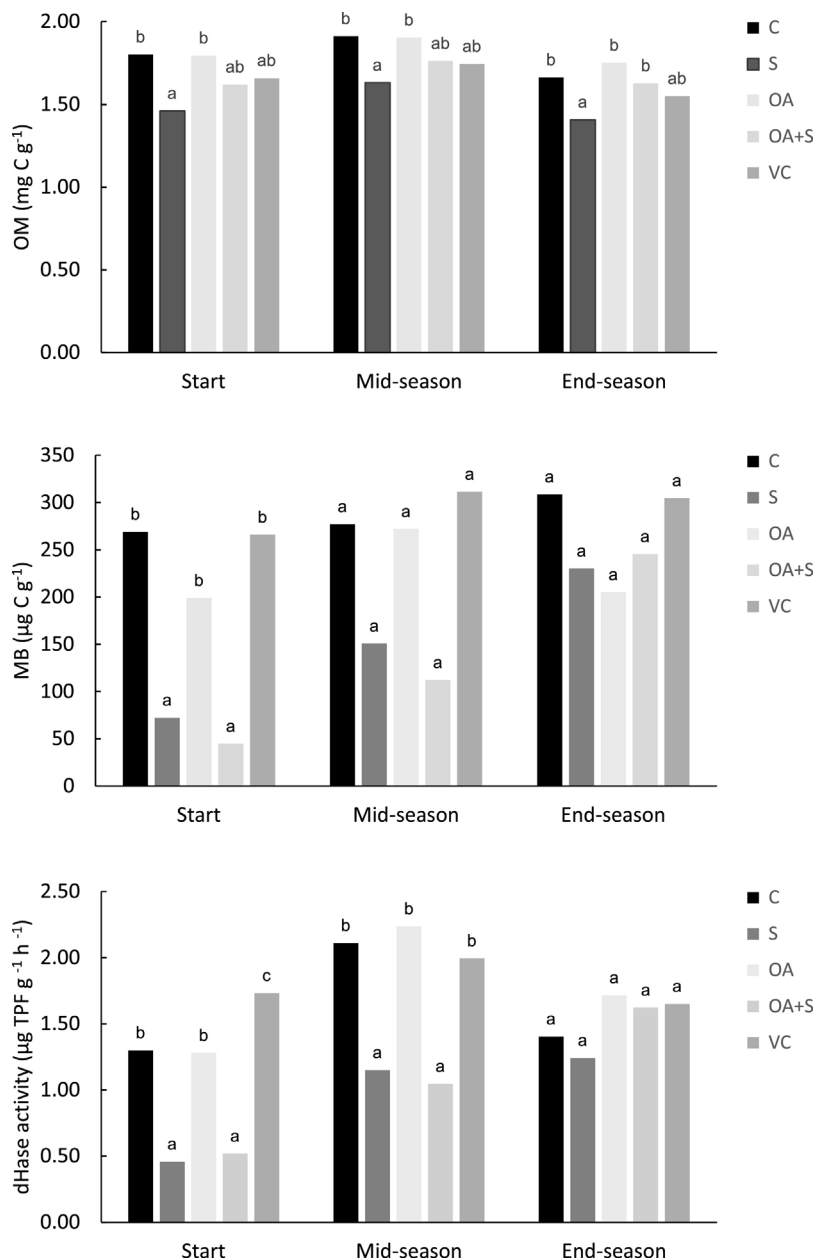 OM (mg C g⁻¹)
2.00
1.50
1.00
0.50
0.00
b a b ab ab
b a b ab ab
b a b b ab
Start Mid-season End-season
C
S
OA
OA+S
VC
MB (µg C g⁻¹)
350
300
250
200
150
100
50
0
b a b a b
a a a a a
a a a a a
Start Mid-season End-season
C
S
OA
OA+S
VC
dHase activity (µg TPF g ⁻¹ h⁻¹)
2.50
2.00
1.50
1.00
0.50
0.00
b a b a c
b a b a b
a a a a a
Start Mid-season End-season
C
S
OA
OA+S
VC